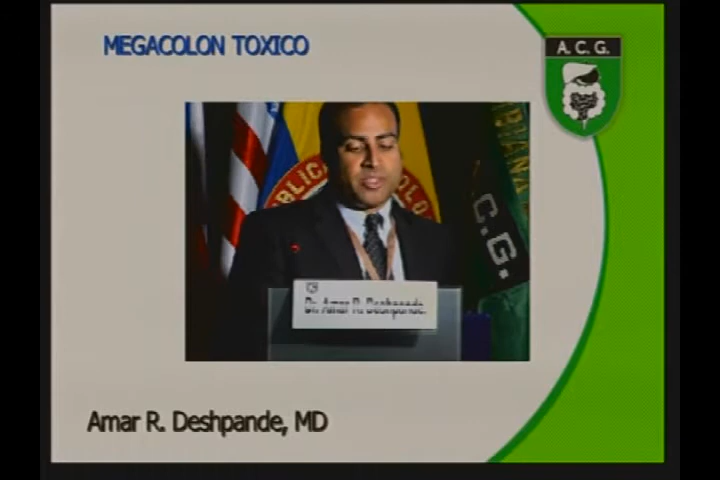 MEGACOLON TOXICO
A. C. G.
C.G.
Dr. Amar R. Deshpande.
Amar R. Deshpande, MD